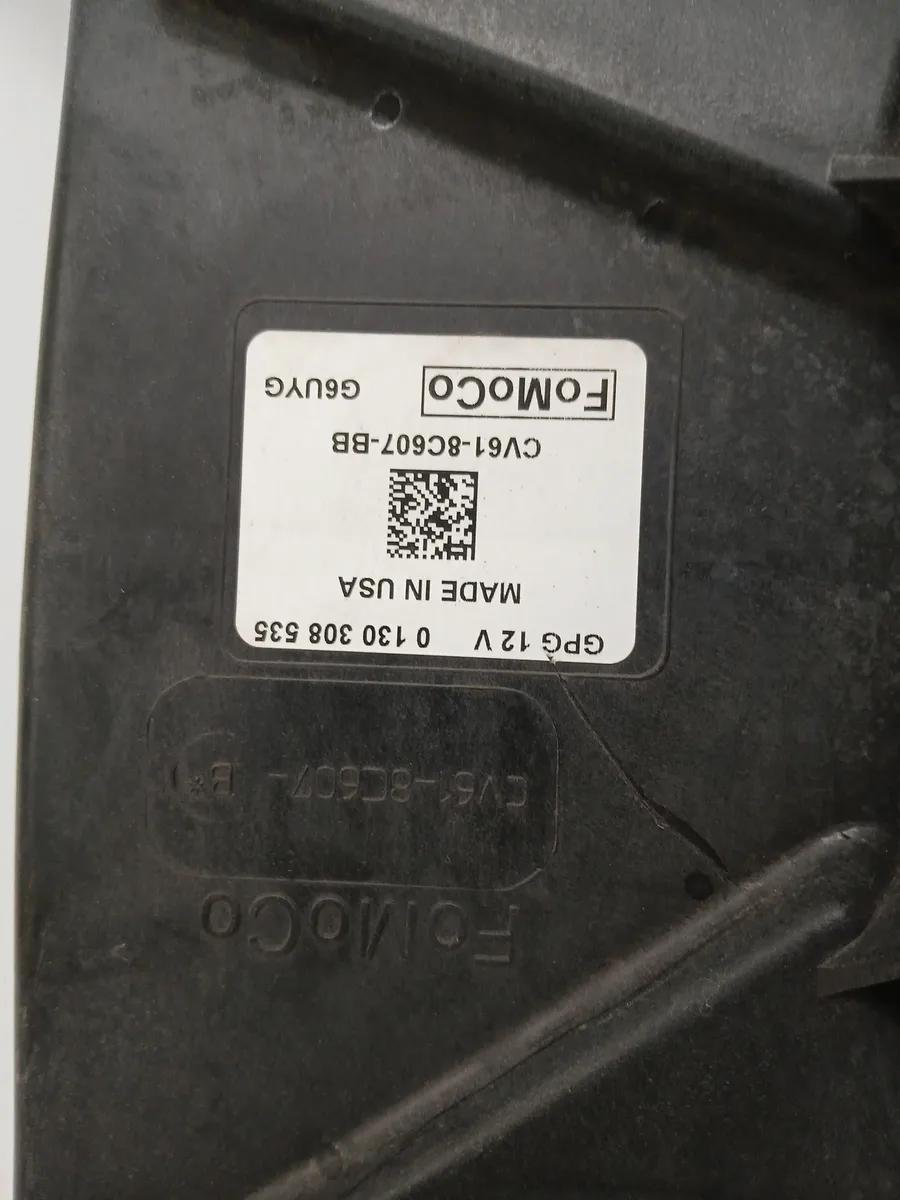 GPG 12 V 0 130 308 535
MADE IN USA
CV61-8C607-BB
FoMoCo G6UYG
FoMoCo
CV61-8C607- B*